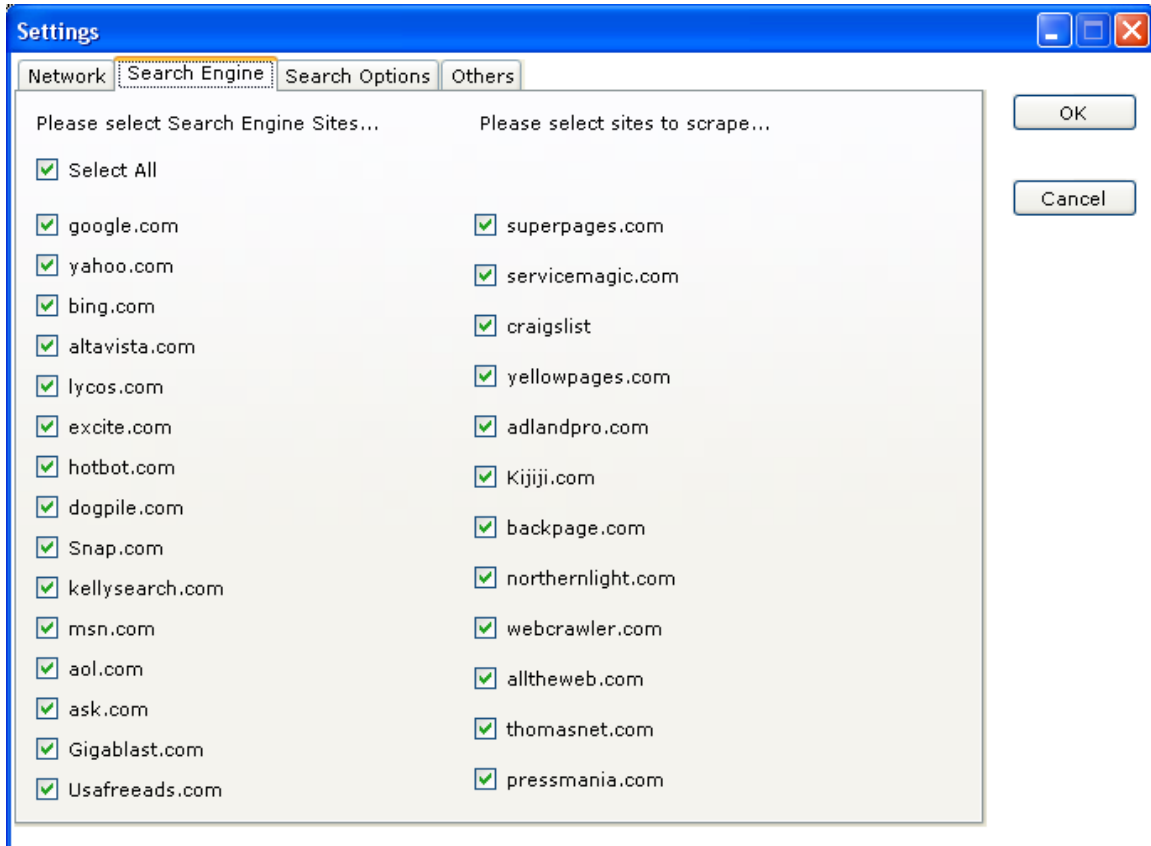 Settings
Network Search Engine Search Options Others
Please select Search Engine Sites...
Select All
google.com
yahoo.com
bing.com
altavista.com
lycos.com
excite.com
hotbot.com
dogpile.com
Snap.com
kellysearch.com
msn.com
aol.com
ask.com
Gigablast.com
Usafreeads.com
Please select sites to scrape...
superpages.com
servicemagic.com
craigslist
yellowpages.com
adlandpro.com
Kijiji.com
backpage.com
northernlight.com
webcrawler.com
alltheweb.com
thomasnet.com
pressmania.com
OK
Cancel